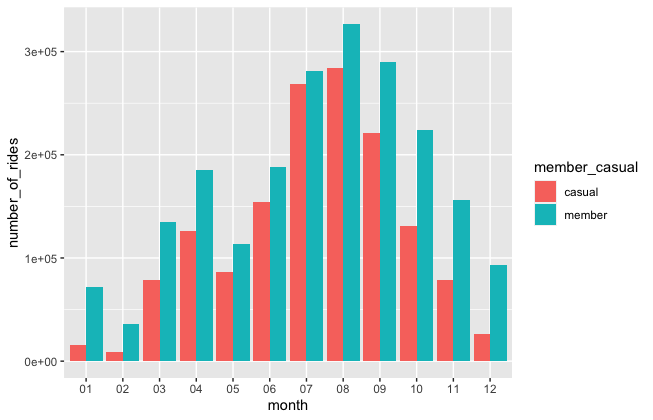 number_of_rides
3e+05
2e+05
1e+05
0e+00
01 02 03 04 05 06 07 08 09 10 11 12
month
member_casual
casual
member